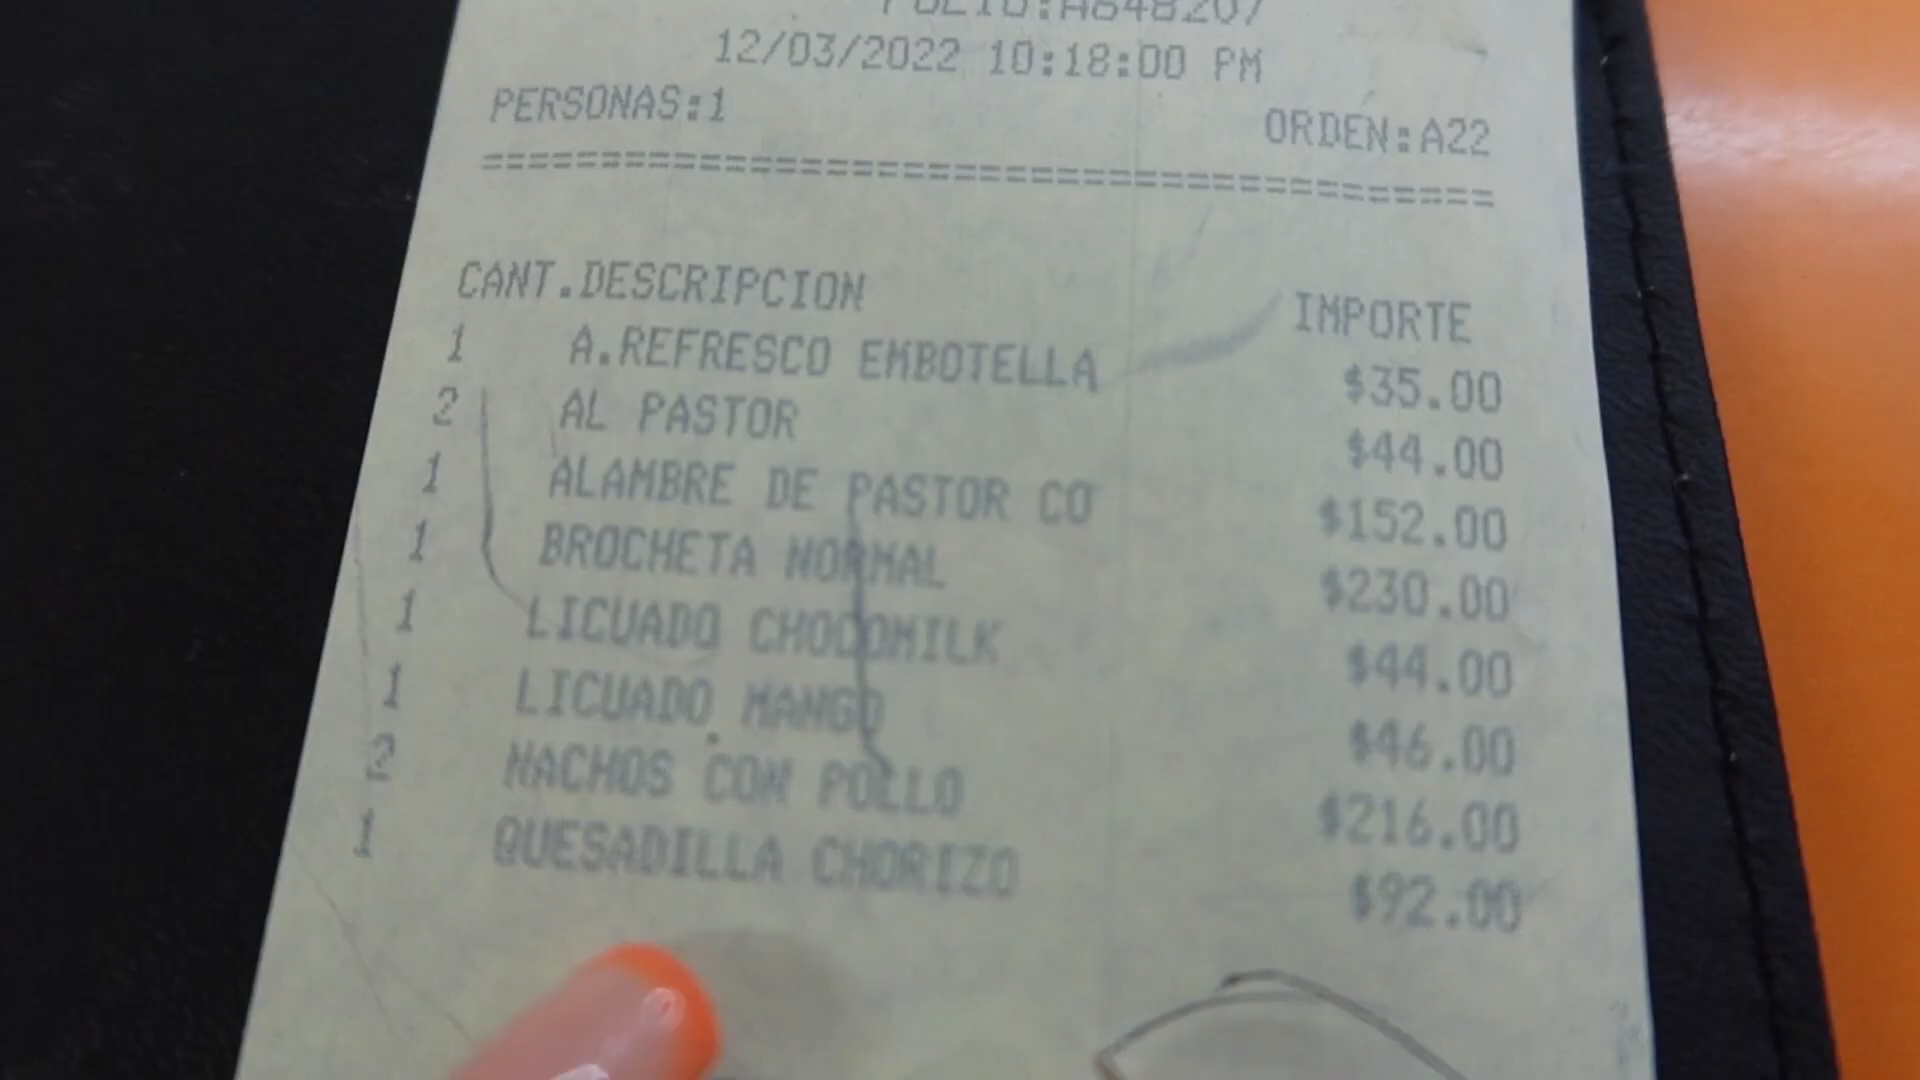 FOLIO:A648207
12/03/2022 10:18:00 PM
PERSONAS:1 ORDEN:A22
==========================================
CANT.DESCRIPCION IMPORTE
1 A.REFRESCO EMBOTELLA $35.00
2 AL PASTOR $44.00
1 ALAMBRE DE PASTOR CO $152.00
1 BROCHETA NORMAL $230.00
1 LICUADO CHOCOMILK $44.00
1 LICUADO MANGO $46.00
2 NACHOS CON POLLO $216.00
1 QUESADILLA CHORIZO $92.00